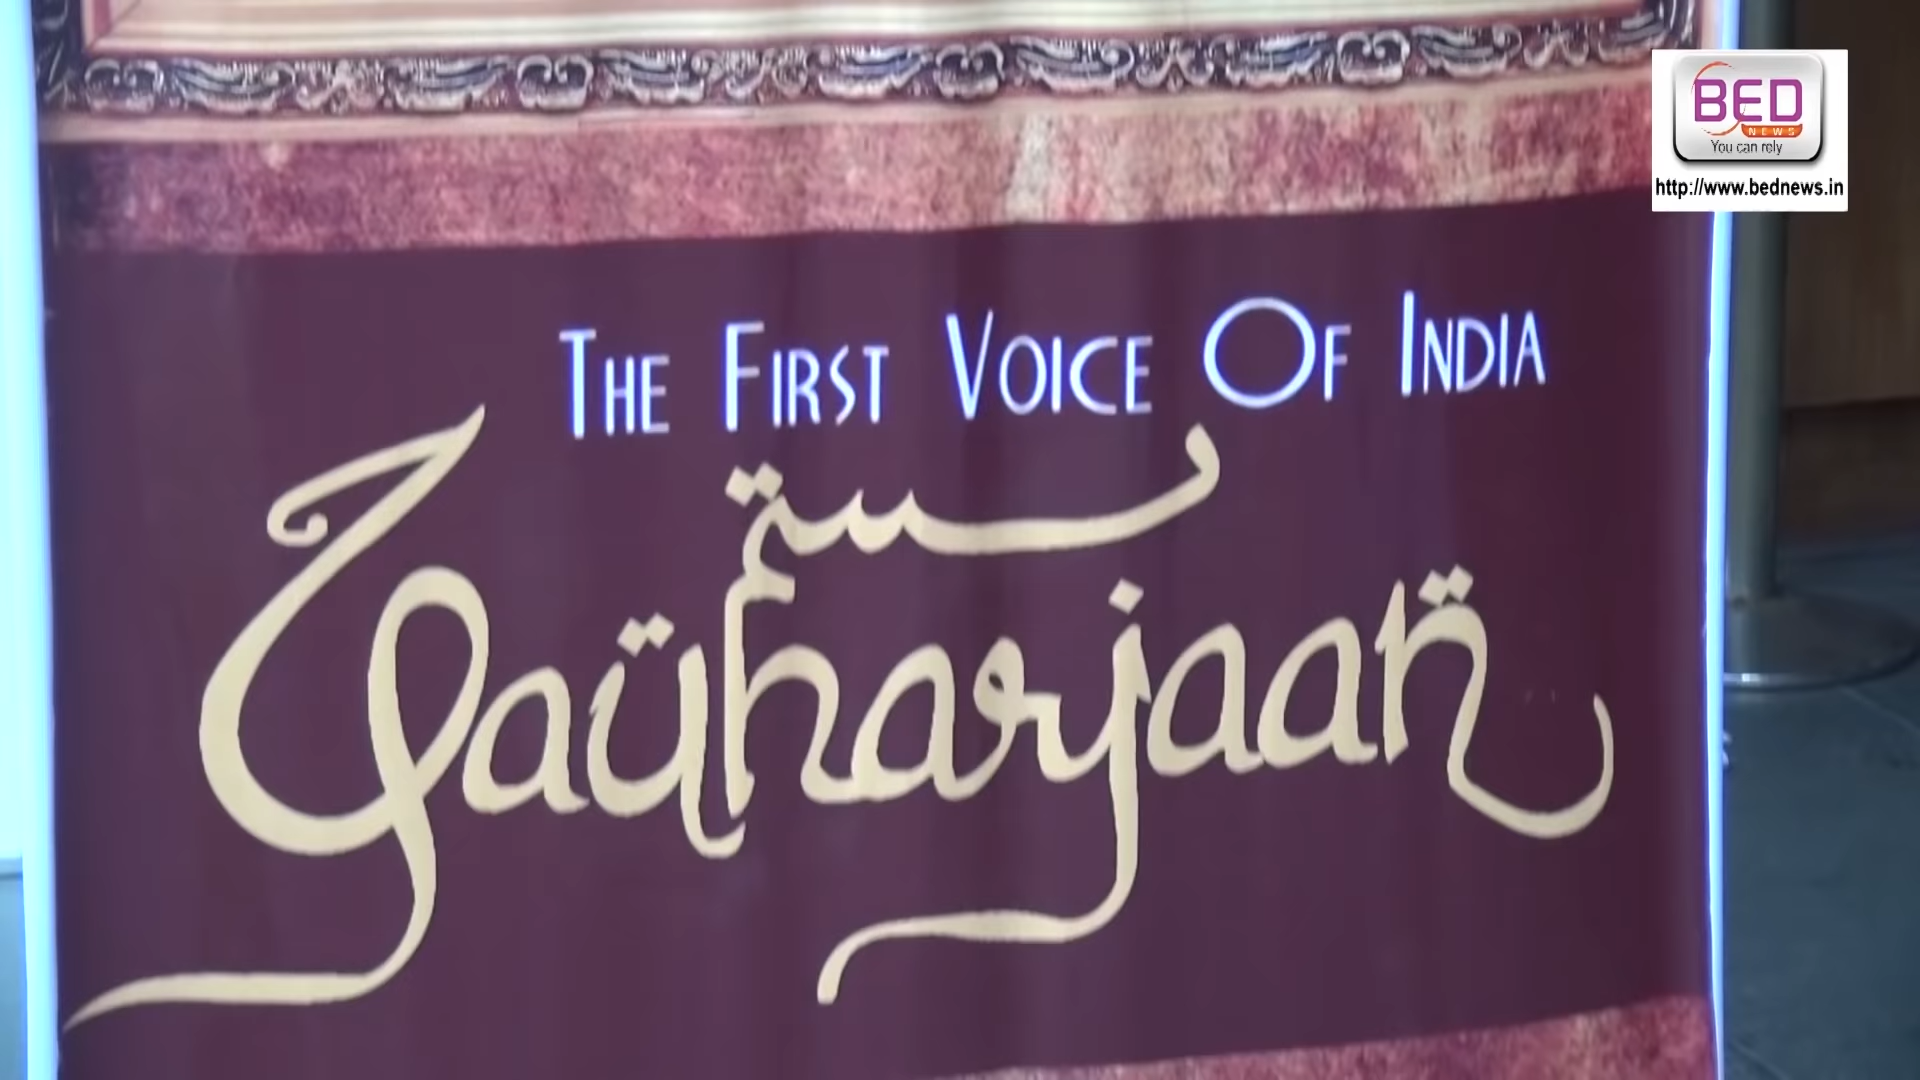 BED
NEWS
You can rely
http://www.bednews.in
THE FIRST VOICE OF INDIA
Gauharjaan